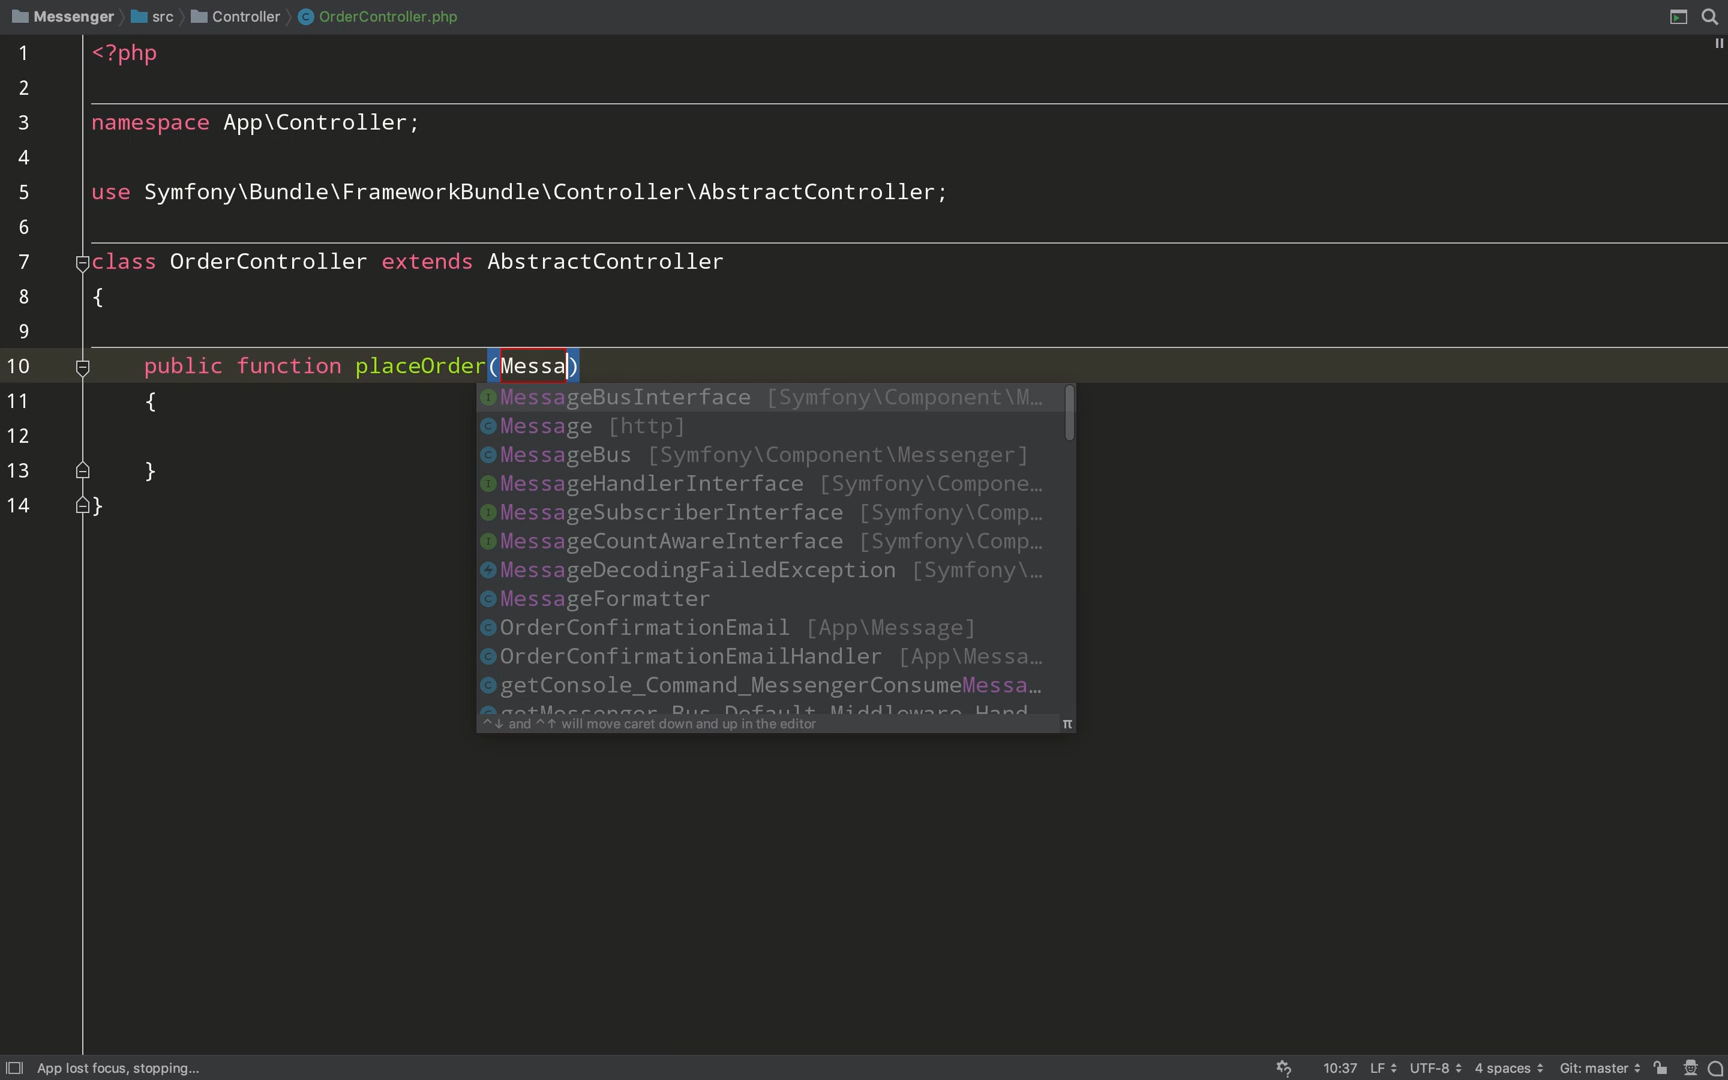 Messenger src Controller OrderController.php
1 <?php
2
3 namespace App\Controller;
4
5 use Symfony\Bundle\FrameworkBundle\Controller\AbstractController;
6
7 class OrderController extends AbstractController
8 {
9
10 public function placeOrder(Messa)
11 {
12
13 }
14 }
MessageBusInterface [Symfony\Component\M…
Message [http]
MessageBus [Symfony\Component\Messenger]
MessageHandlerInterface [Symfony\Compone…
MessageSubscriberInterface [Symfony\Comp…
MessageCountAwareInterface [Symfony\Comp…
MessageDecodingFailedException [Symfony\…
MessageFormatter
OrderConfirmationEmail [App\Message]
OrderConfirmationEmailHandler [App\Messa…
getConsole_Command_MessengerConsumeMessa…
getMessenger_Bus_Default_Middleware_Hand
^↓ and ^↑ will move caret down and up in the editor π
App lost focus, stopping... 10:37 LF UTF-8 4 spaces Git: master